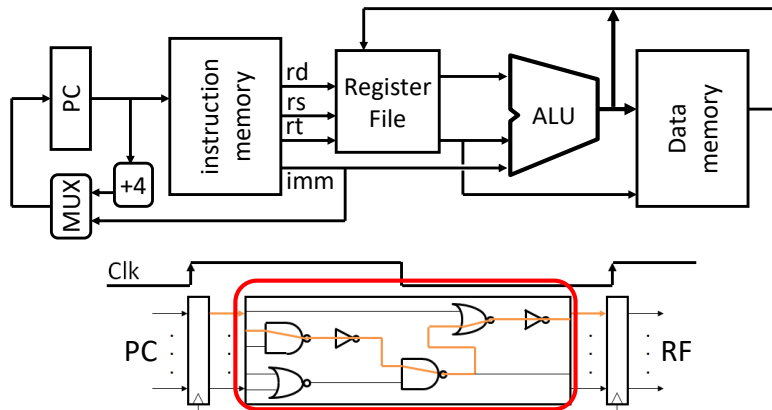 PC
instruction
memory
rd
rs
rt
imm
Register
File
ALU
Data
memory
+4
MUX
Clk
PC
RF